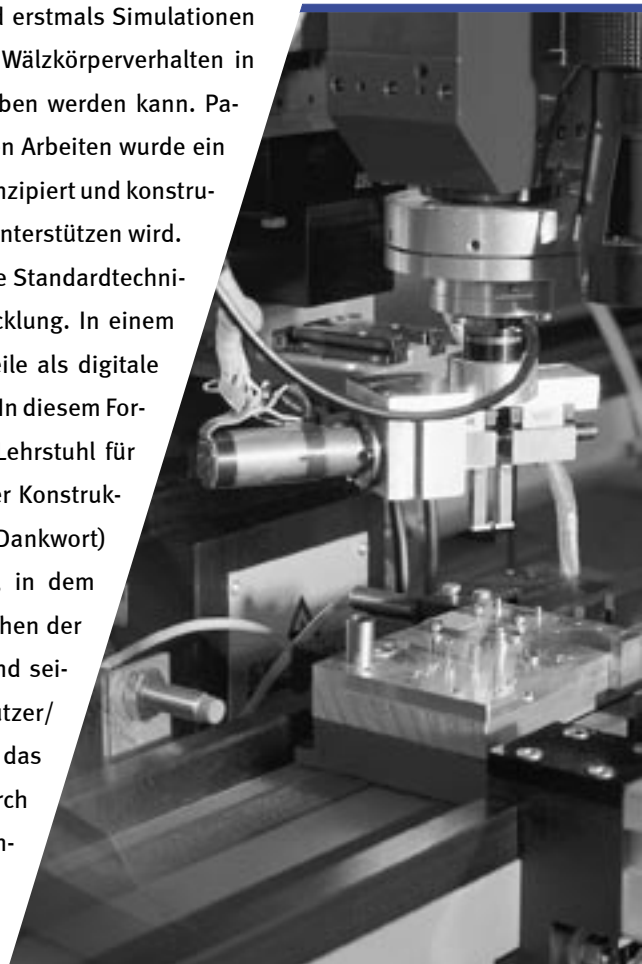 d erstmals Simulationen
Wälzkörperverhalten in
ben werden kann. Pa-
n Arbeiten wurde ein
nzipiert und konstru-
nterstützen wird.
e Standardtechni-
cklung. In einem
eile als digitale
In diesem For-
Lehrstuhl für
er Konstruk-
Dankwort)
in dem
hen der
nd sei-
utzer/
das
rch
n-